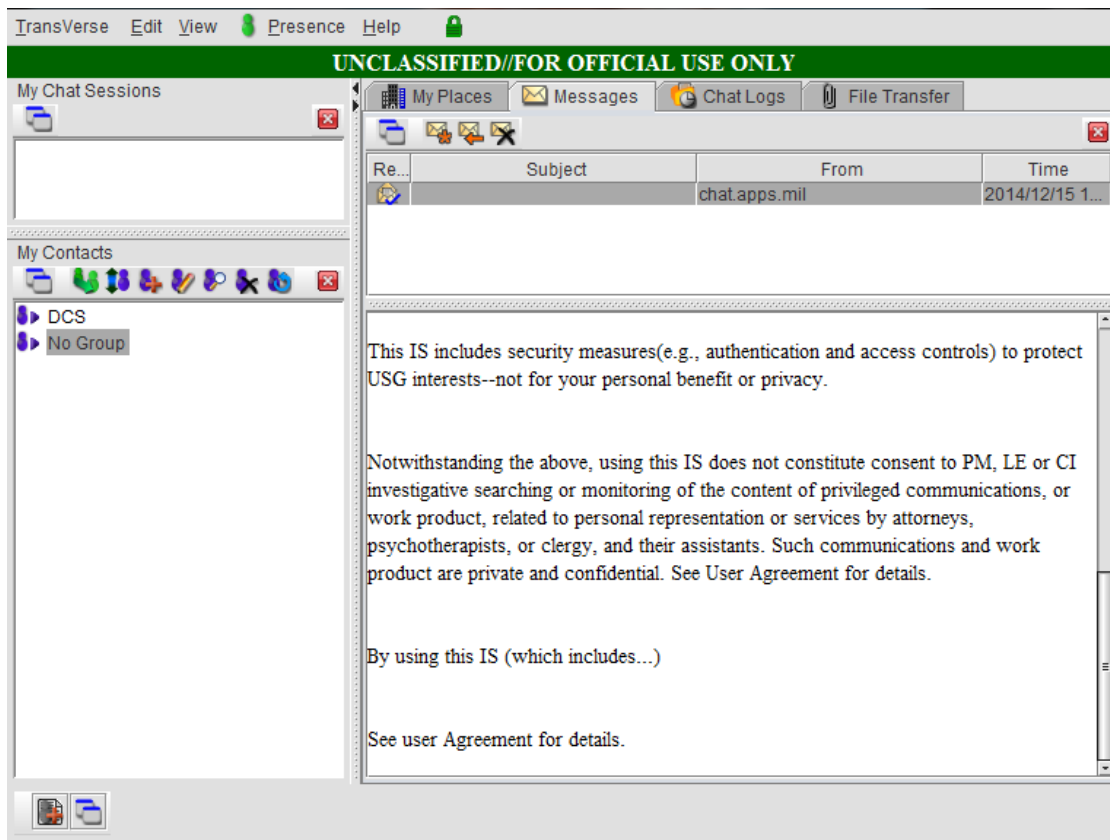 TransVerse Edit View Presence Help
UNCLASSIFIED//FOR OFFICIAL USE ONLY
My Chat Sessions
My Places Messages Chat Logs File Transfer
Re... Subject From Time
chat.apps.mil 2014/12/15 1...
My Contacts
DCS
No Group
This IS includes security measures(e.g., authentication and access controls) to protect
USG interests--not for your personal benefit or privacy.
Notwithstanding the above, using this IS does not constitute consent to PM, LE or CI
investigative searching or monitoring of the content of privileged communications, or
work product, related to personal representation or services by attorneys,
psychotherapists, or clergy, and their assistants. Such communications and work
product are private and confidential. See User Agreement for details.
By using this IS (which includes...)
See user Agreement for details.